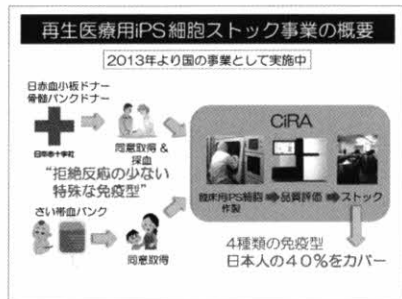 再生医療用iPS細胞ストック事業の概要
2013年より国の事業として実施中
日赤血小板ドナー
骨髄バンクドナー
日本赤十字社
同意取得＆
採血
“拒絶反応の少ない
特殊な免疫型”
さい帯血バンク
同意取得
CiRA
臨床用iPS細胞
作製
品質評価
ストック
4種類の免疫型
日本人の40%をカバー